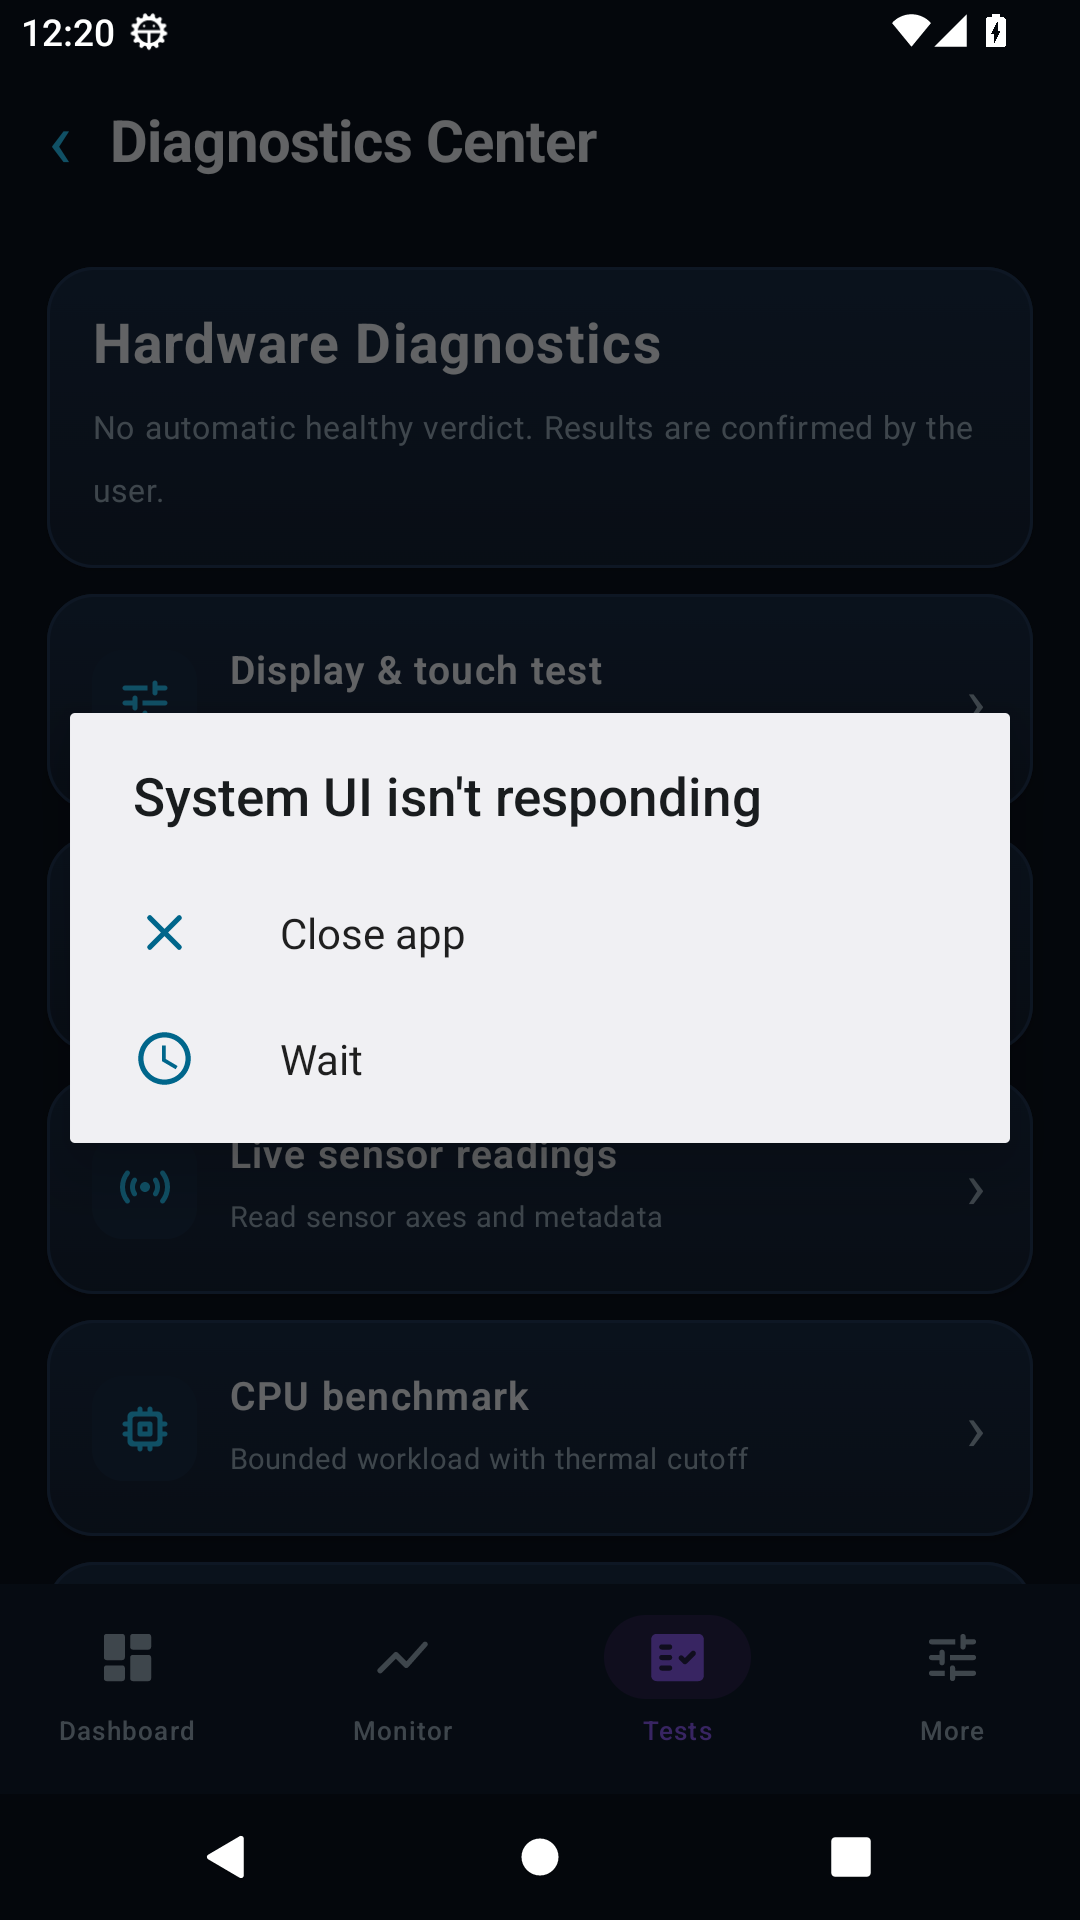 12:20
Diagnostics Center
Hardware Diagnostics
No automatic healthy verdict. Results are confirmed by the
user.
Display & touch test
System UI isn't responding
Close app
Wait
Live sensor readings
Read sensor axes and metadata
CPU benchmark
Bounded workload with thermal cutoff
Dashboard
Monitor
Tests
More